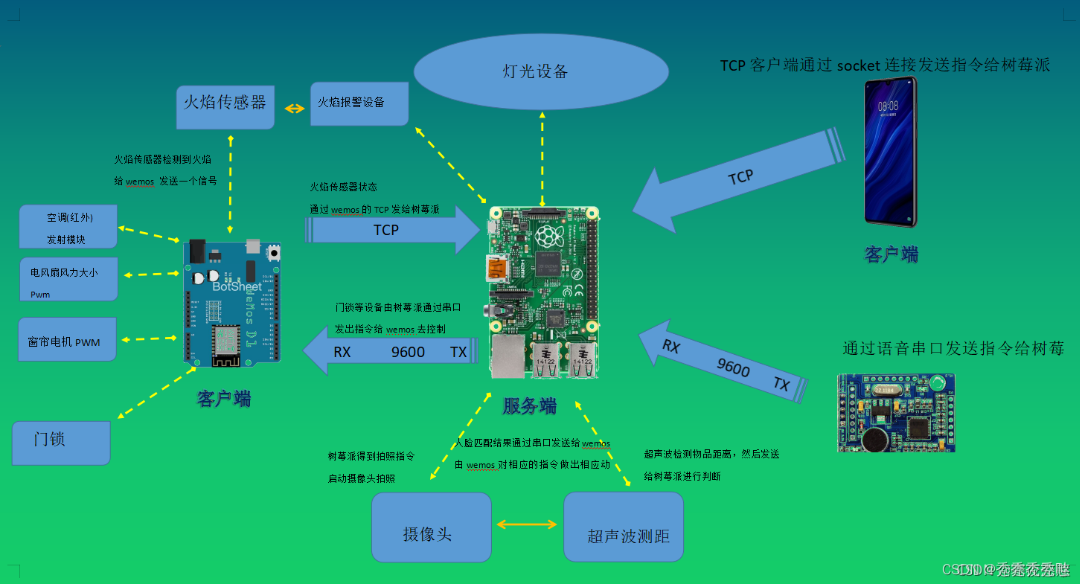 灯光设备
TCP 客户端通过 socket 连接发送指令给树莓派
火焰传感器
火焰报警设备
08:08
火焰传感器检测到火焰
给 wemos 发送一个信号
TCP
火焰传感器状态
通过 wemos的 TCP 发给树莓派
TCP
空调(红外)
发射模块
客户端
电风扇风力大小
Pwm
BotSheet
WeMos D1
门锁等设备由树莓派通过串口
发出指令给 wemos 去控制
窗帘电机 PWM
RX 9600 TX
RX 9600 TX
通过语音串口发送指令给树莓
客户端
服务端
门锁
人脸匹配结果通过串口发送给 wemos
由 wemos 对相应的指令做出相应动
树莓得到拍照指令
启动摄像头拍照
超声波检测物品距离，然后发送
给树莓派进行判断
摄像头
超声波测距